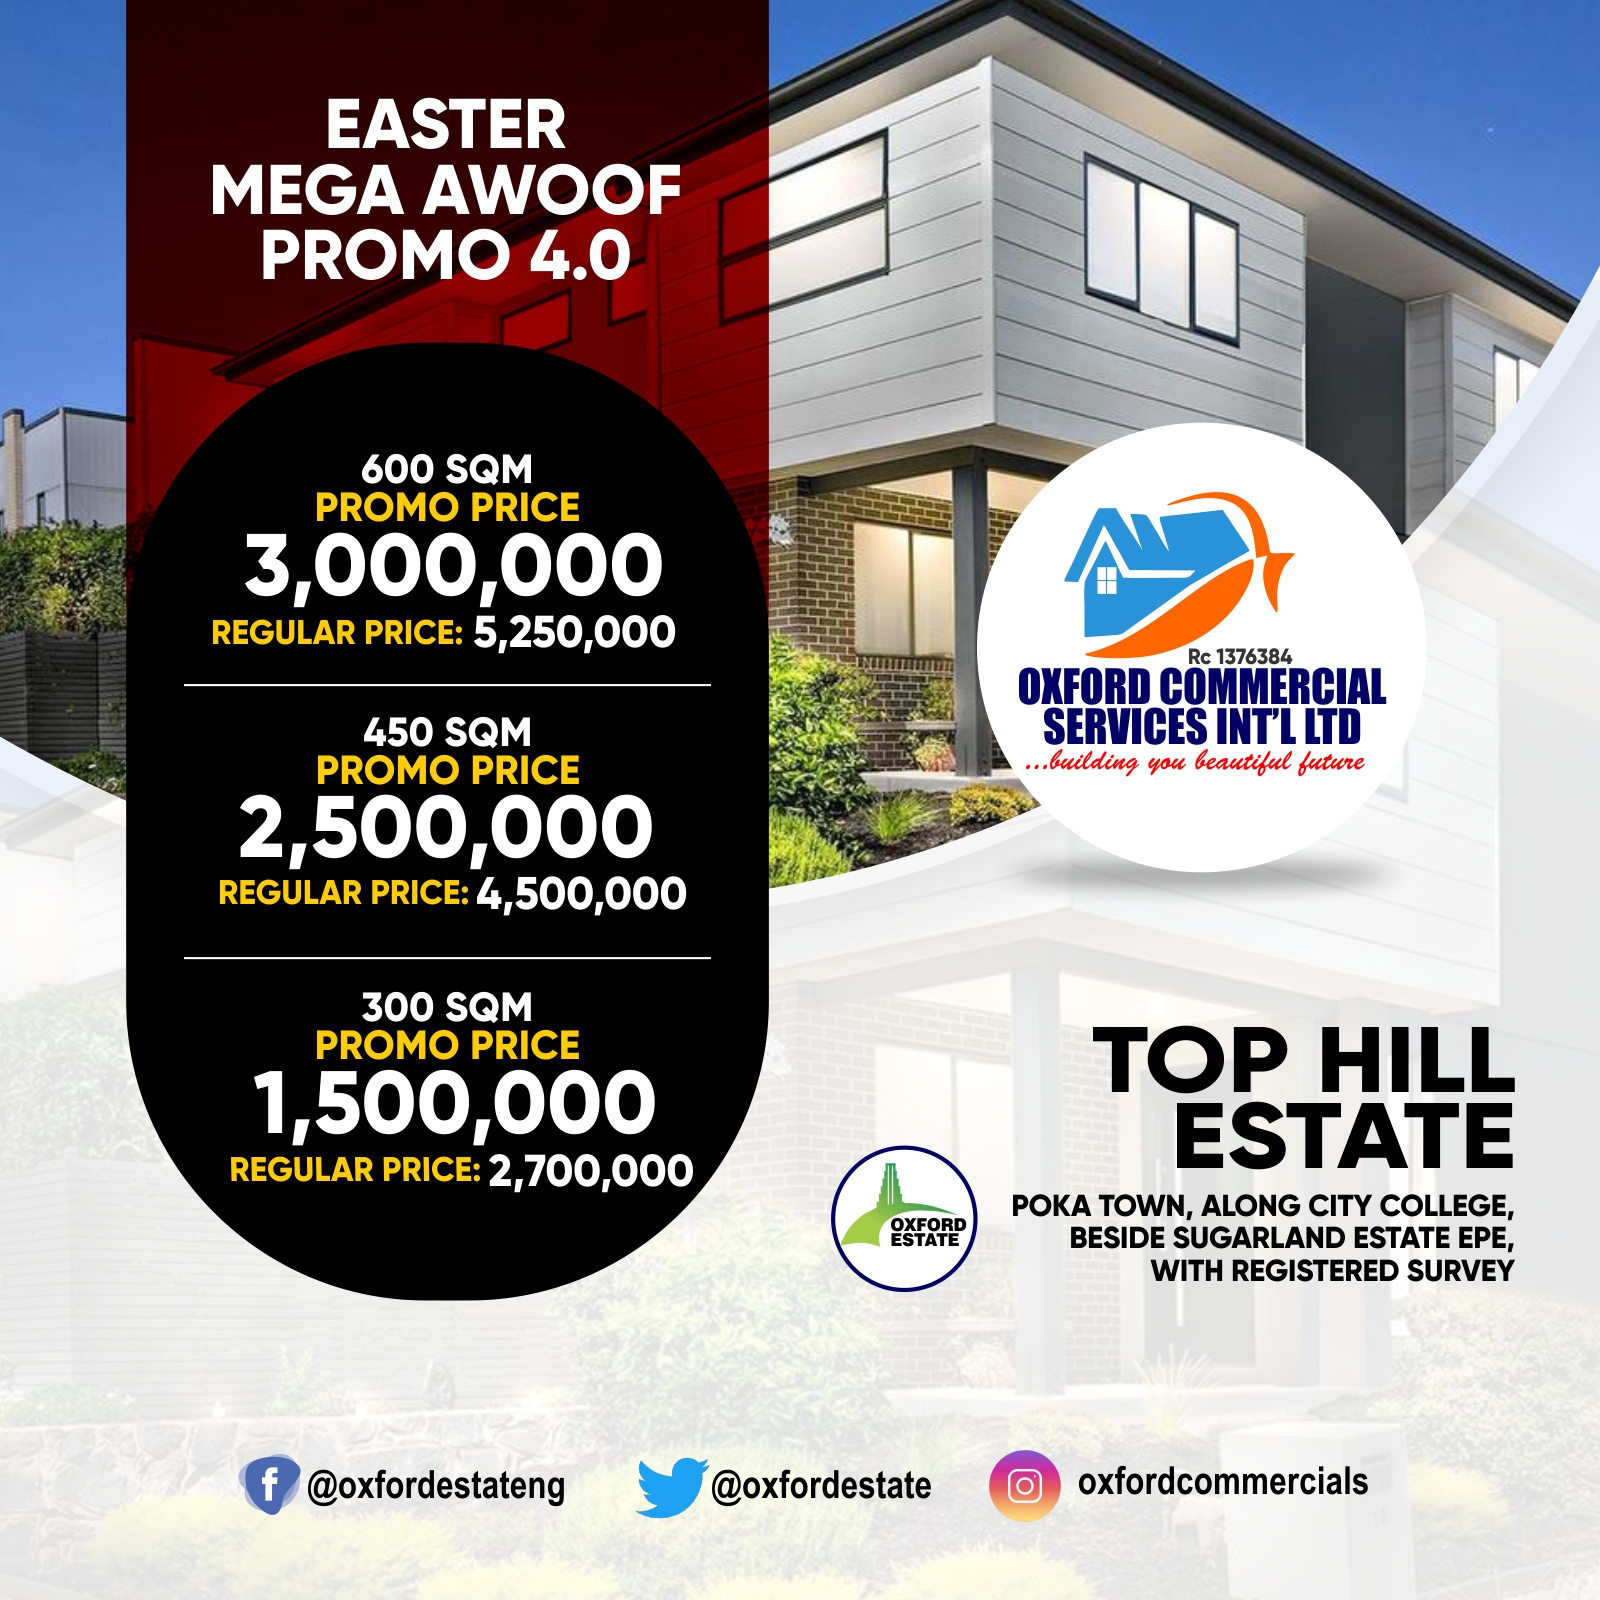 EASTER
MEGA AWOOF
PROMO 4.0
600 SQM
PROMO PRICE
3,000,000
REGULAR PRICE: 5,250,000
450 SQM
PROMO PRICE
2,500,000
REGULAR PRICE: 4,500,000
300 SQM
PROMO PRICE
1,500,000
REGULAR PRICE: 2,700,000
Rc 1376384
OXFORD COMMERCIAL
SERVICES INT'L LTD
...building you beautiful future
TOP HILL
ESTATE
POKA TOWN, ALONG CITY COLLEGE,
BESIDE SUGARLAND ESTATE EPE,
WITH REGISTERED SURVEY
OXFORD
ESTATE
@oxfordestateng
@oxfordestate
oxfordcommercials